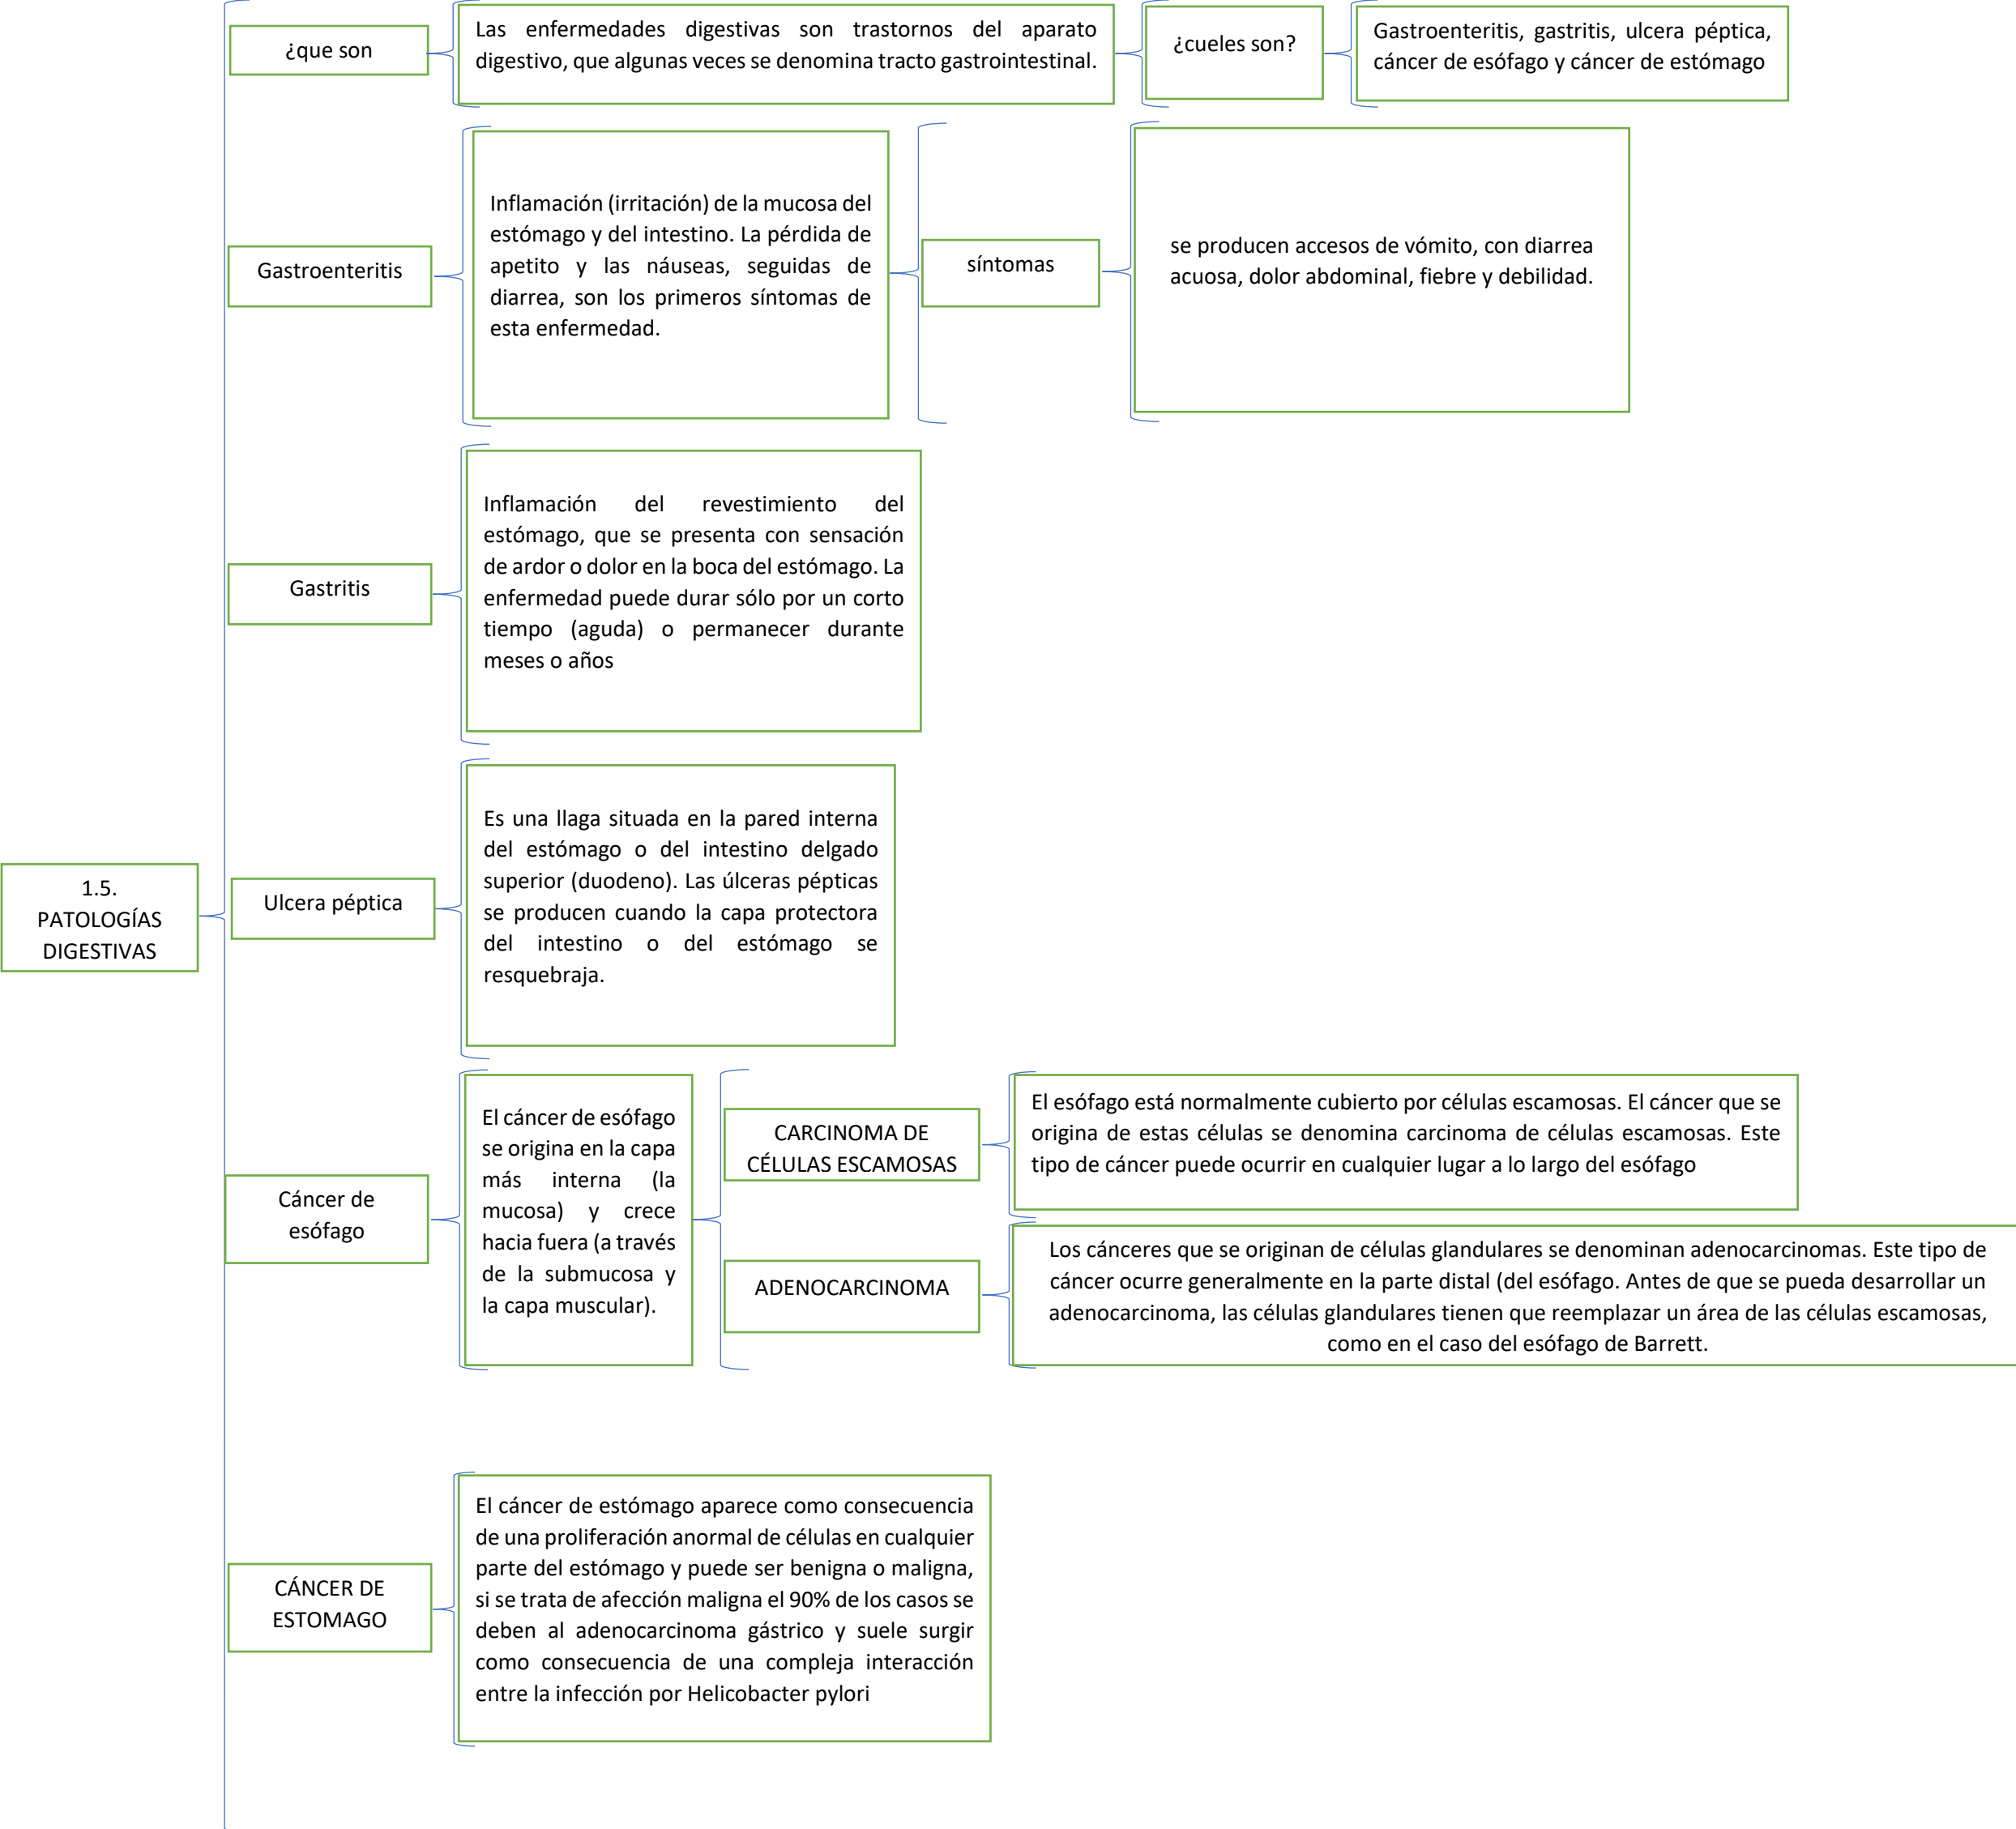 ¿que son
Las enfermedades digestivas son trastornos del aparato
digestivo, que algunas veces se denomina tracto gastrointestinal.
¿cueles son?
Gastroenteritis, gastritis, ulcera péptica,
cáncer de esófago y cáncer de estómago
Gastroenteritis
Inflamación (irritación) de la mucosa del
estómago y del intestino. La pérdida de
apetito y las náuseas, seguidas de
diarrea, son los primeros síntomas de
esta enfermedad.
síntomas
se producen accesos de vómito, con diarrea
acuosa, dolor abdominal, fiebre y debilidad.
Gastritis
Inflamación del revestimiento del
estómago, que se presenta con sensación
de ardor o dolor en la boca del estómago. La
enfermedad puede durar sólo por un corto
tiempo (aguda) o permanecer durante
meses o años
1.5.
PATOLOGÍAS
DIGESTIVAS
Ulcera péptica
Es una llaga situada en la pared interna
del estómago o del intestino delgado
superior (duodeno). Las úlceras pépticas
se producen cuando la capa protectora
del intestino o del estómago se
resquebraja.
Cáncer de
esófago
El cáncer de esófago
se origina en la capa
más interna (la
mucosa) y crece
hacia fuera (a través
de la submucosa y
la capa muscular).
CARCINOMA DE
CÉLULAS ESCAMOSAS
El esófago está normalmente cubierto por células escamosas. El cáncer que se
origina de estas células se denomina carcinoma de células escamosas. Este
tipo de cáncer puede ocurrir en cualquier lugar a lo largo del esófago
ADENOCARCINOMA
Los cánceres que se originan de células glandulares se denominan adenocarcinomas. Este tipo de
cáncer ocurre generalmente en la parte distal (del esófago. Antes de que se pueda desarrollar un
adenocarcinoma, las células glandulares tienen que reemplazar un área de las células escamosas,
como en el caso del esófago de Barrett.
CÁNCER DE
ESTOMAGO
El cáncer de estómago aparece como consecuencia
de una proliferación anormal de células en cualquier
parte del estómago y puede ser benigna o maligna,
si se trata de afección maligna el 90% de los casos se
deben al adenocarcinoma gástrico y suele surgir
como consecuencia de una compleja interacción
entre la infección por Helicobacter pylori